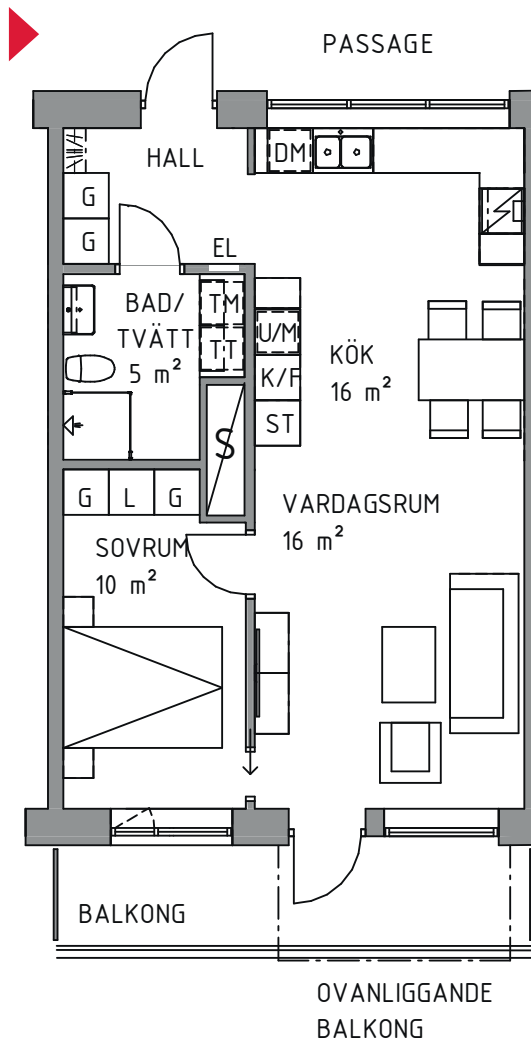 PASSAGE
HALL
DM
G
G
EL
BAD/
TVÄTT
5 m²
TM
TT
U/M
K/F
ST
KÖK
16 m²
S
G L G
VARDAGSRUM
16 m²
SOVRUM
10 m²
BALKONG
OVANLIGGANDE
BALKONG